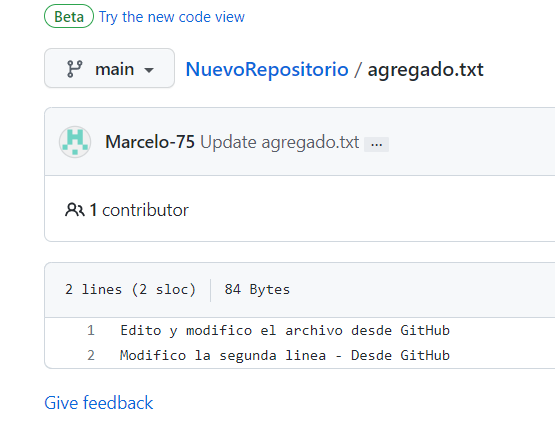 Beta Try the new code view
main NuevoRepositorio / agregado.txt
Marcelo-75 Update agregado.txt ...
1 contributor
2 lines (2 sloc) 84 Bytes
1 Edito y modifico el archivo desde GitHub
2 Modifico la segunda linea - Desde GitHub
Give feedback